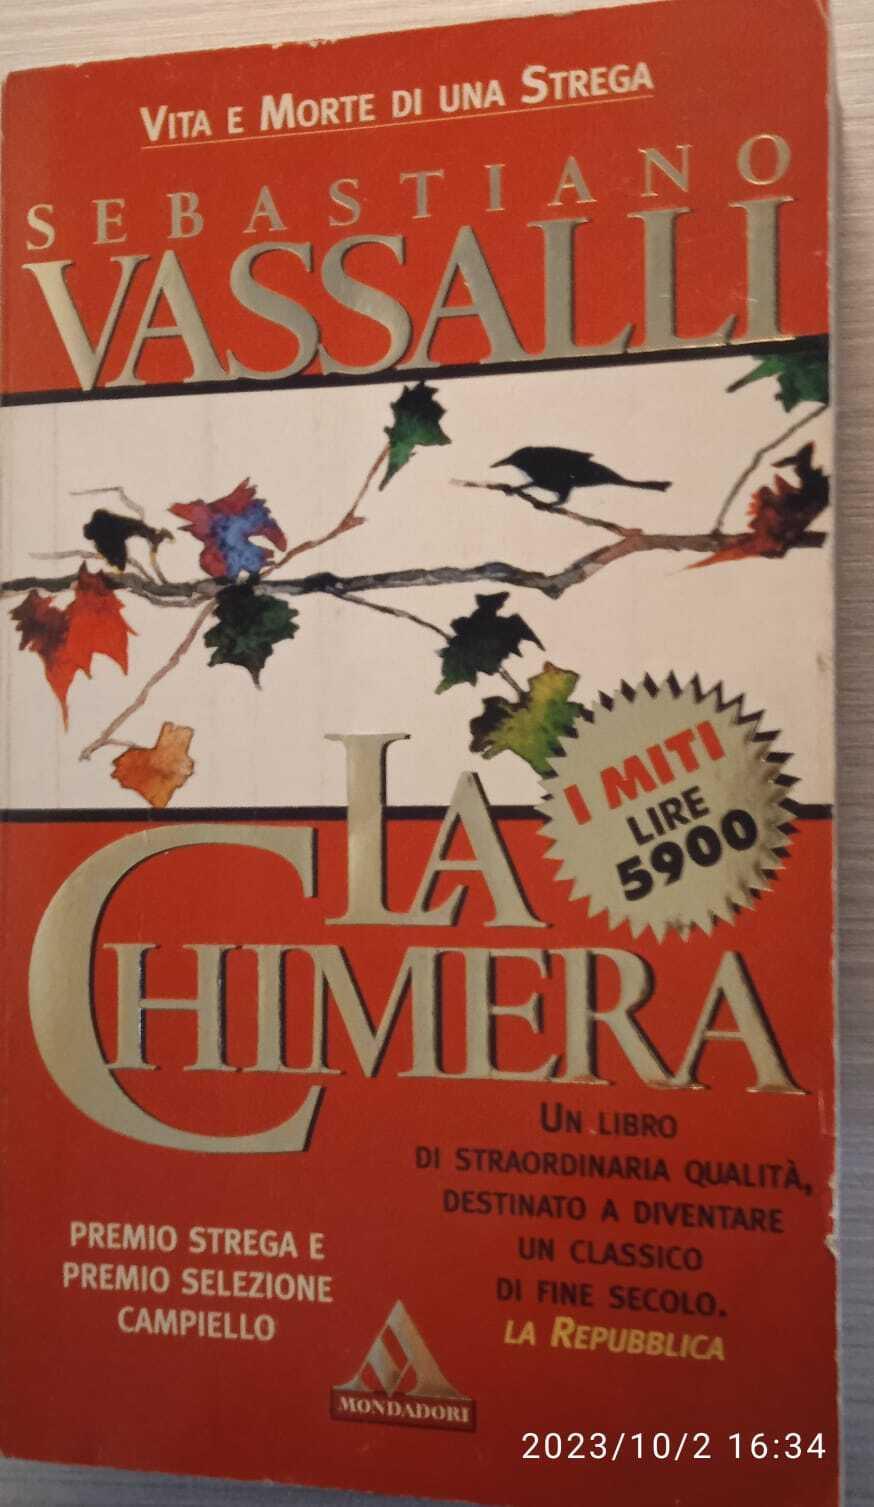 Vita e Morte di una Strega
SEBASTIANO
VASSALLI
I MITI
LIRE
5900
LA
CHIMERA
Un libro
di straordinaria qualità,
destinato a diventare
un classico
di fine secolo.
la Repubblica
PREMIO STREGA E
PREMIO SELEZIONE
CAMPIELLO
MONDADORI
2023/10/2 16:34